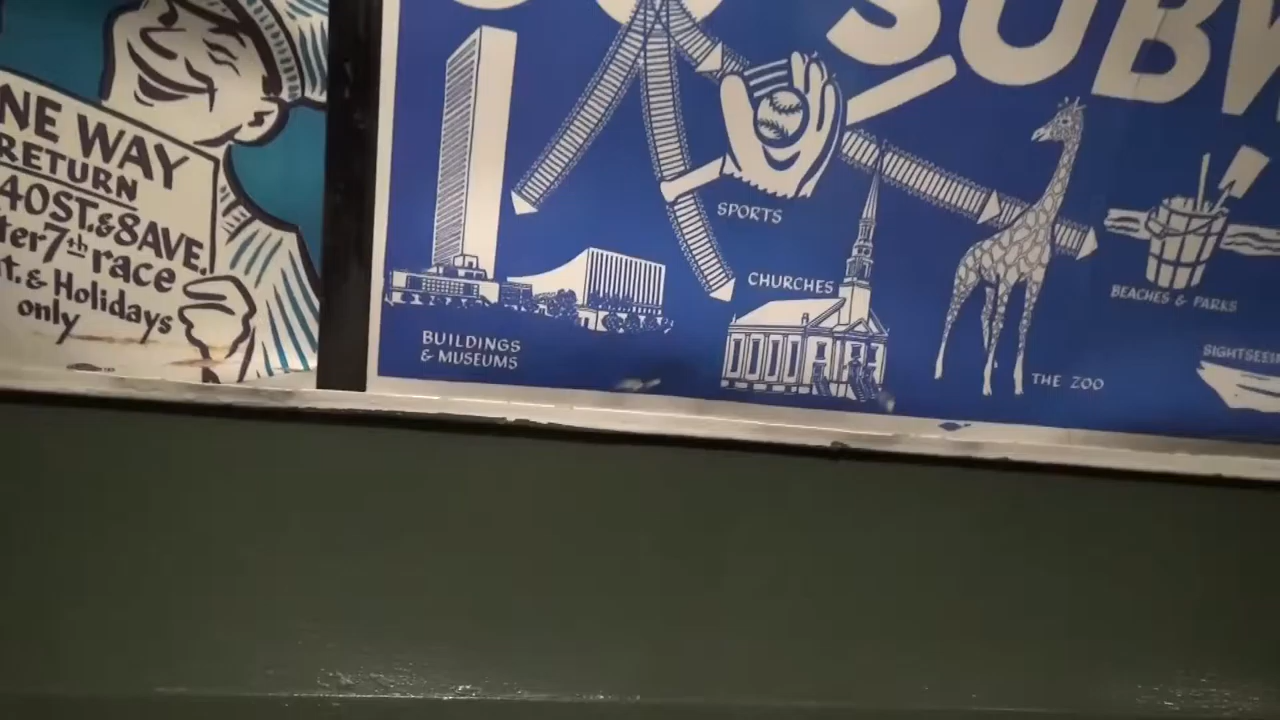 NE WAY
RETURN
40ST.&8AVE.
ter 7th race
t. & Holidays
only
SUBW
SPORTS
CHURCHES
BUILDINGS
& MUSEUMS
THE ZOO
BEACHES & PARKS
SIGHTSEEI